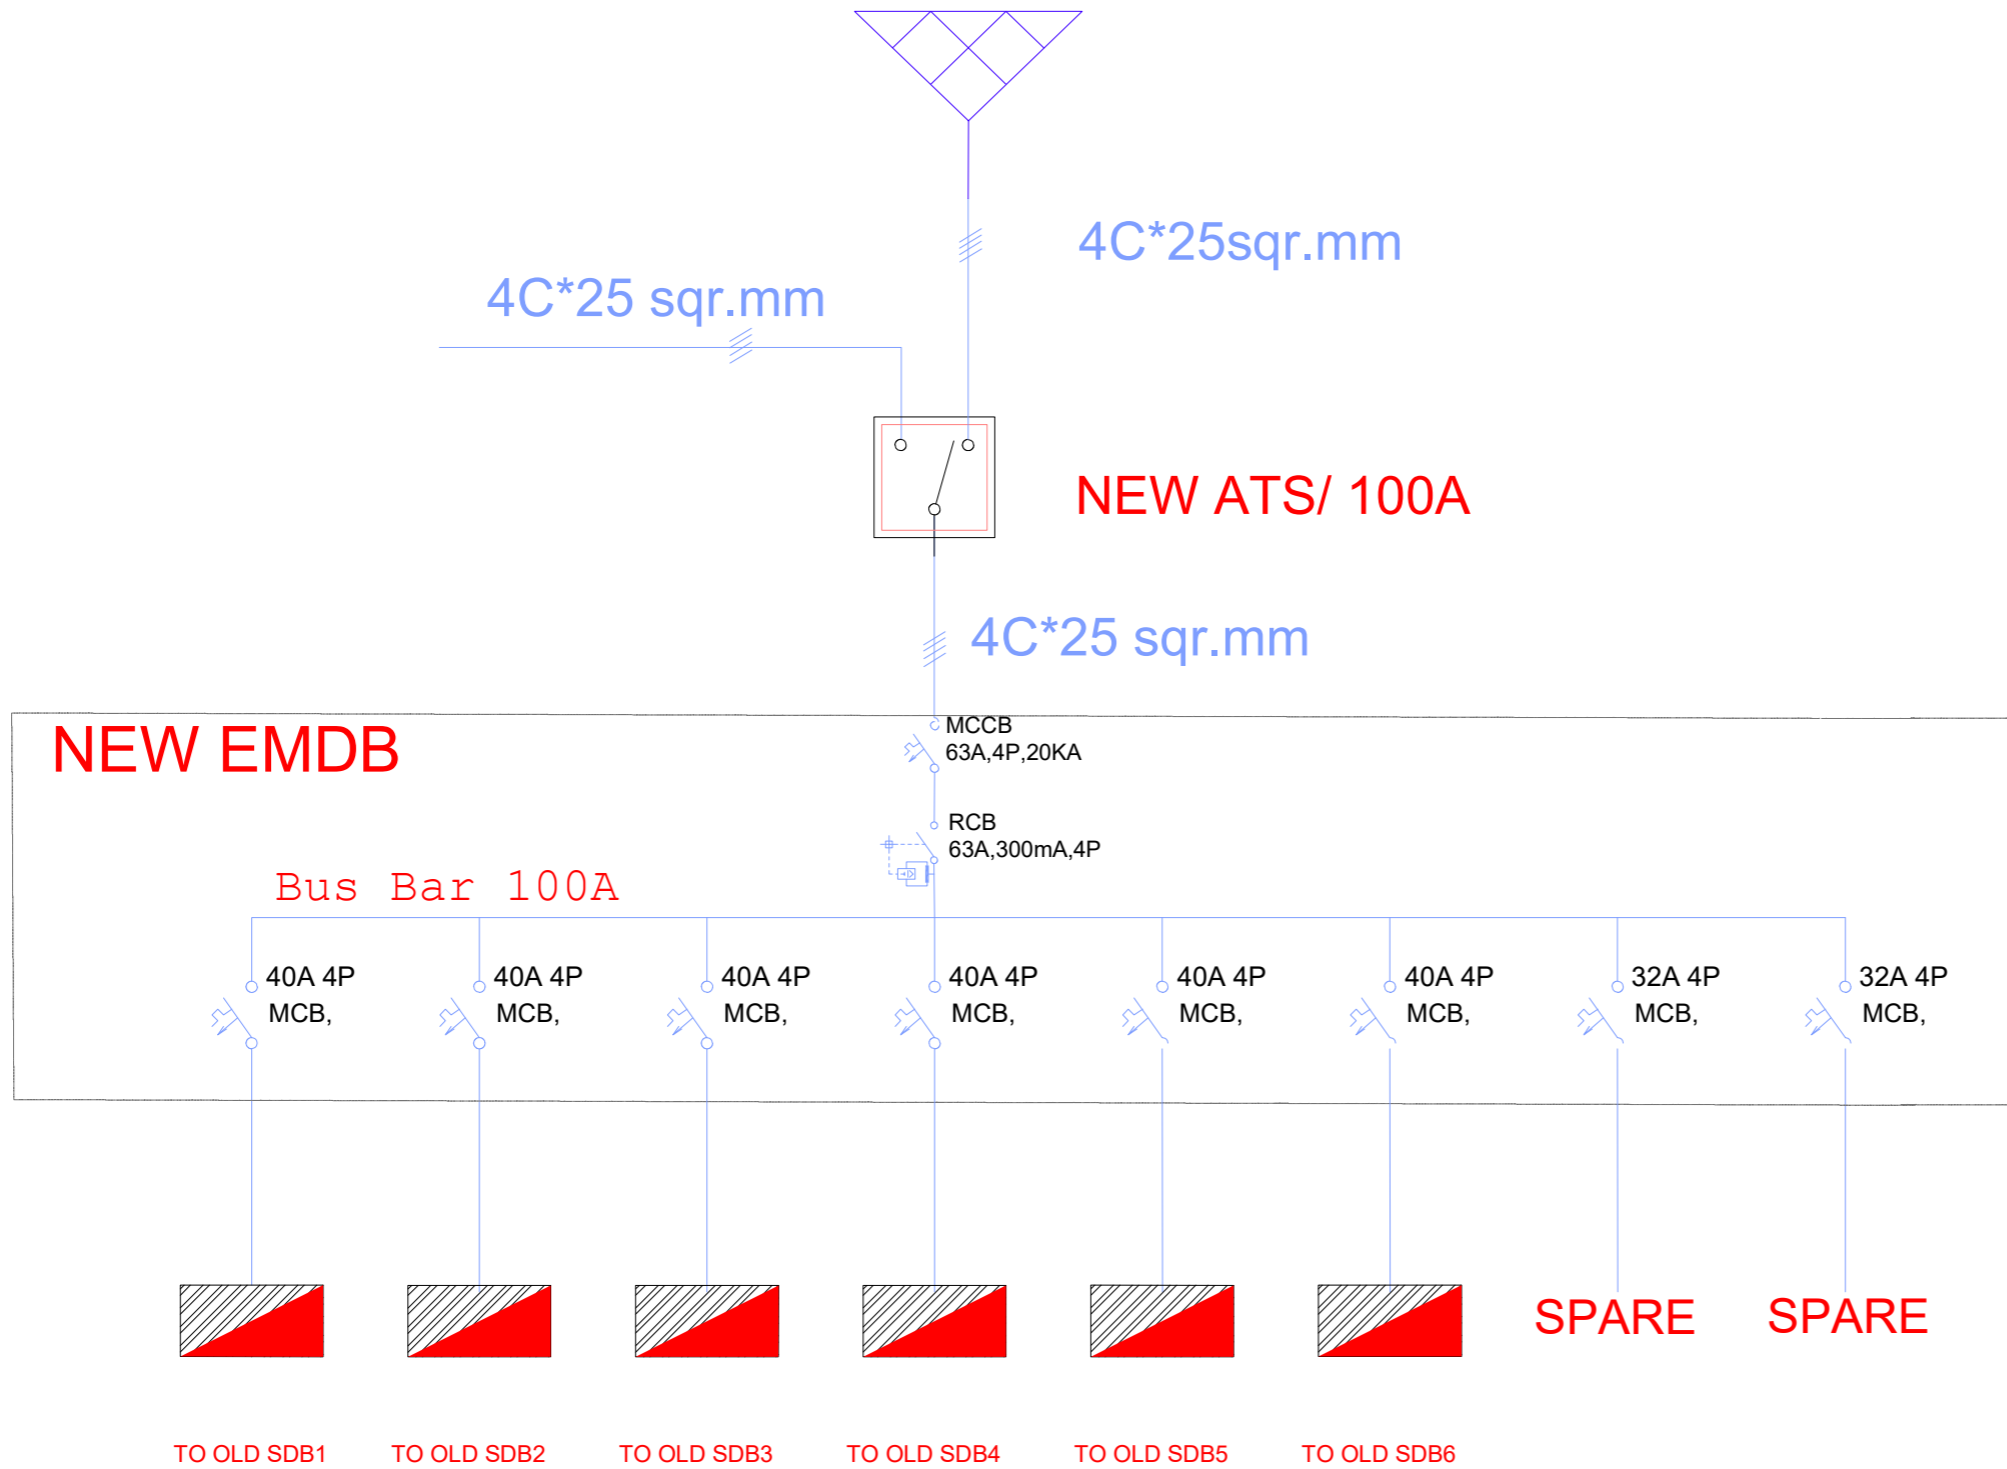 4C*25sqr.mm
4C*25 sqr.mm
NEW ATS/ 100A
4C*25 sqr.mm
NEW EMDB
MCCB
63A,4P,20KA
RCB
63A,300mA,4P
Bus Bar 100A
40A 4P
MCB,
40A 4P
MCB,
40A 4P
MCB,
40A 4P
MCB,
40A 4P
MCB,
40A 4P
MCB,
32A 4P
MCB,
32A 4P
MCB,
SPARE
SPARE
TO OLD SDB1
TO OLD SDB2
TO OLD SDB3
TO OLD SDB4
TO OLD SDB5
TO OLD SDB6